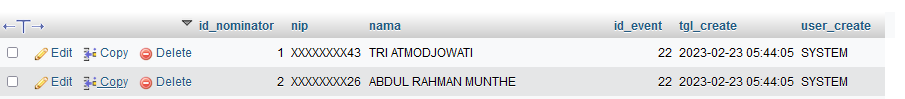 ←T→ id_nominator nip nama id_event tgl_create user_create
Edit Copy Delete 1 XXXXXXXX43 TRI ATMODJOWATI 22 2023-02-23 05:44:05 SYSTEM
Edit Copy Delete 2 XXXXXXXX26 ABDUL RAHMAN MUNTHE 22 2023-02-23 05:44:05 SYSTEM